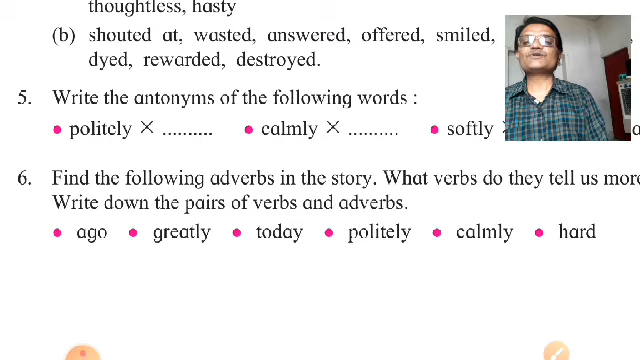 thoughtless, hasty
(b) shouted at, wasted, answered, offered, smiled,
dyed, rewarded, destroyed.
5. Write the antonyms of the following words :
• politely × .......... • calmly × .......... • softly ×
6. Find the following adverbs in the story. What verbs do they tell us more
Write down the pairs of verbs and adverbs.
• ago • greatly • today • politely • calmly • hard